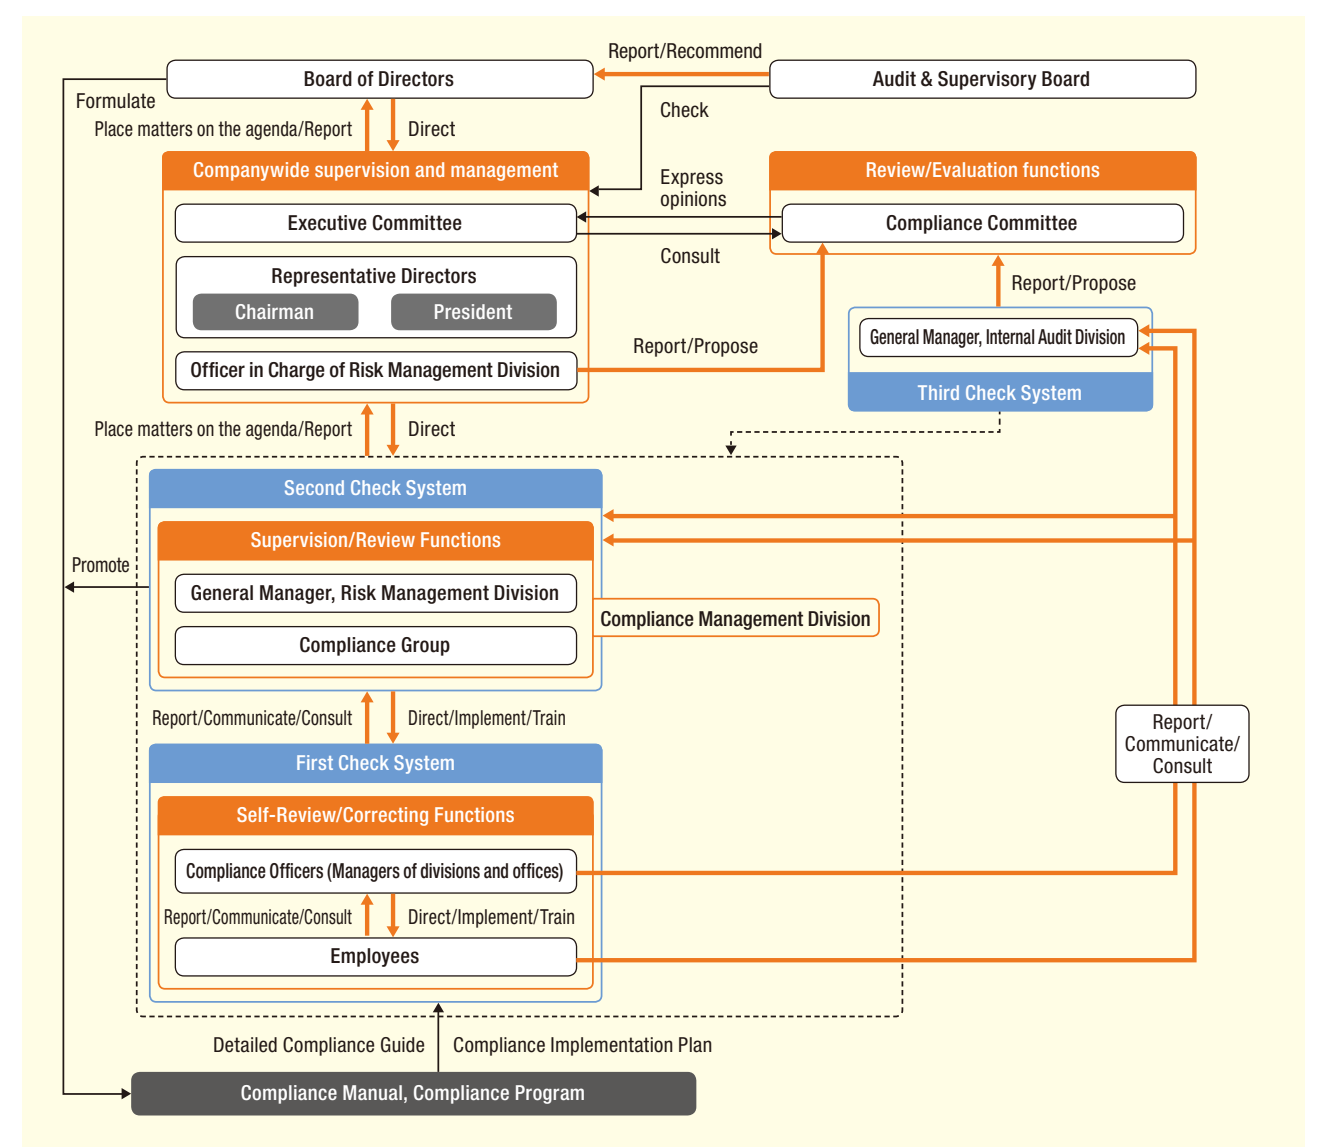 Report/Recommend
Board of Directors
Audit & Supervisory Board
Formulate
Check
Place matters on the agenda/Report
Direct
Companywide supervision and management
Review/Evaluation functions
Express
opinions
Executive Committee
Compliance Committee
Consult
Representative Directors
Chairman
President
Report/Propose
General Manager, Internal Audit Division
Report/Propose
Officer in Charge of Risk Management Division
Third Check System
Place matters on the agenda/Report
Direct
Second Check System
Supervision/Review Functions
Promote
General Manager, Risk Management Division
Compliance Management Division
Compliance Group
Report/Communicate/Consult
Direct/Implement/Train
Report/
Communicate/
Consult
First Check System
Self-Review/Correcting Functions
Compliance Officers (Managers of divisions and offices)
Report/Communicate/Consult
Direct/Implement/Train
Employees
Detailed Compliance Guide
Compliance Implementation Plan
Compliance Manual, Compliance Program